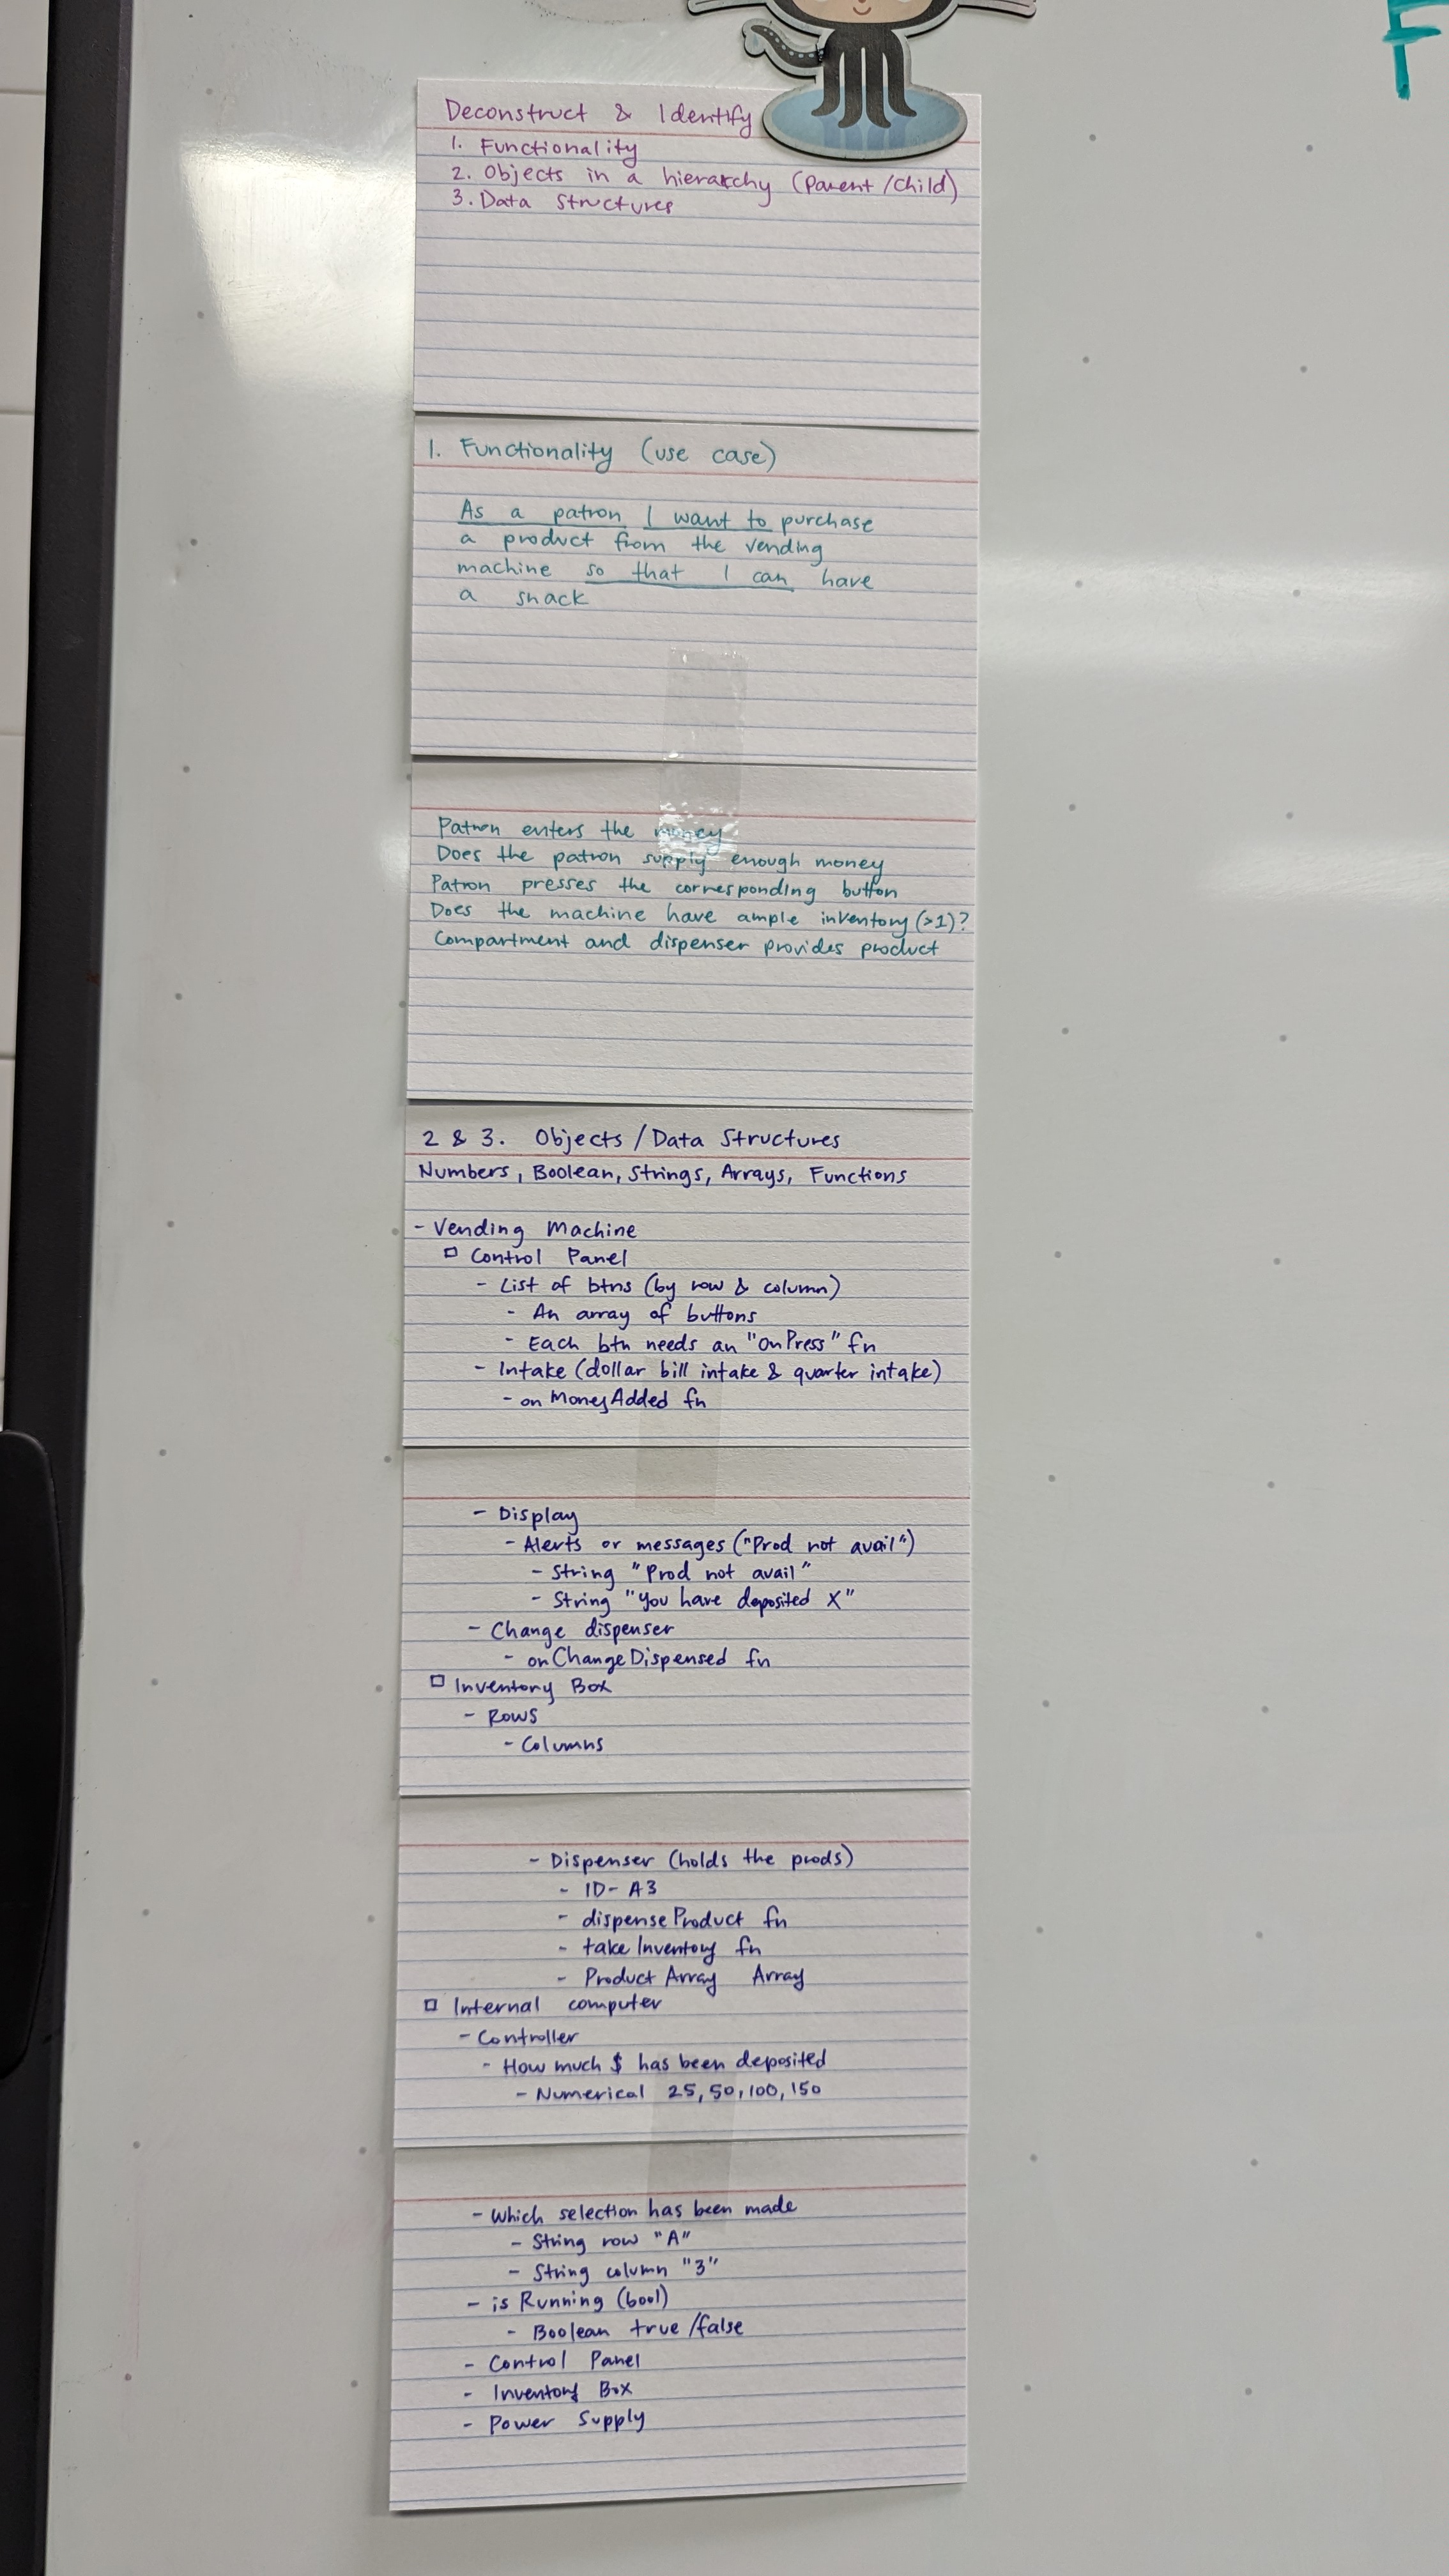 Deconstruct & Identify
1. Functionality
2. Objects in a hierarchy (Parent/Child)
3. Data Structures
1. Functionality (use case)
As a patron I want to purchase
a product from the vending
machine so that I can have
a snack
Patron enters the money
Does the patron supply enough money
Patron presses the corresponding button
Does the machine have ample inventory (>1)?
Compartment and dispenser provides product
2 & 3. Objects/Data Structures
Numbers, Boolean, Strings, Arrays, Functions
- Vending Machine
□ Control Panel
- List of btns (by row & column)
- An array of buttons
- Each btn needs an "OnPress" fn
- Intake (dollar bill intake & quarter intake)
- onMoneyAdded fn
- Display
- Alerts or messages ("Prod not avail")
- String "Prod not avail"
- String "You have deposited X"
- Change dispenser
- onChangeDispensed fn
□ Inventory Box
- Rows
- Columns
- Dispenser (holds the prods)
- ID- A3
- dispenseProduct fn
- takeInventory fn
- ProductArray Array
□ Internal computer
- Controller
- How much $ has been deposited
- Numerical 25, 50, 100, 150
- Which selection has been made
- String row "A"
- String column "3"
- isRunning (bool)
- Boolean true/false
- Control Panel
- Inventory Box
- Power Supply
F